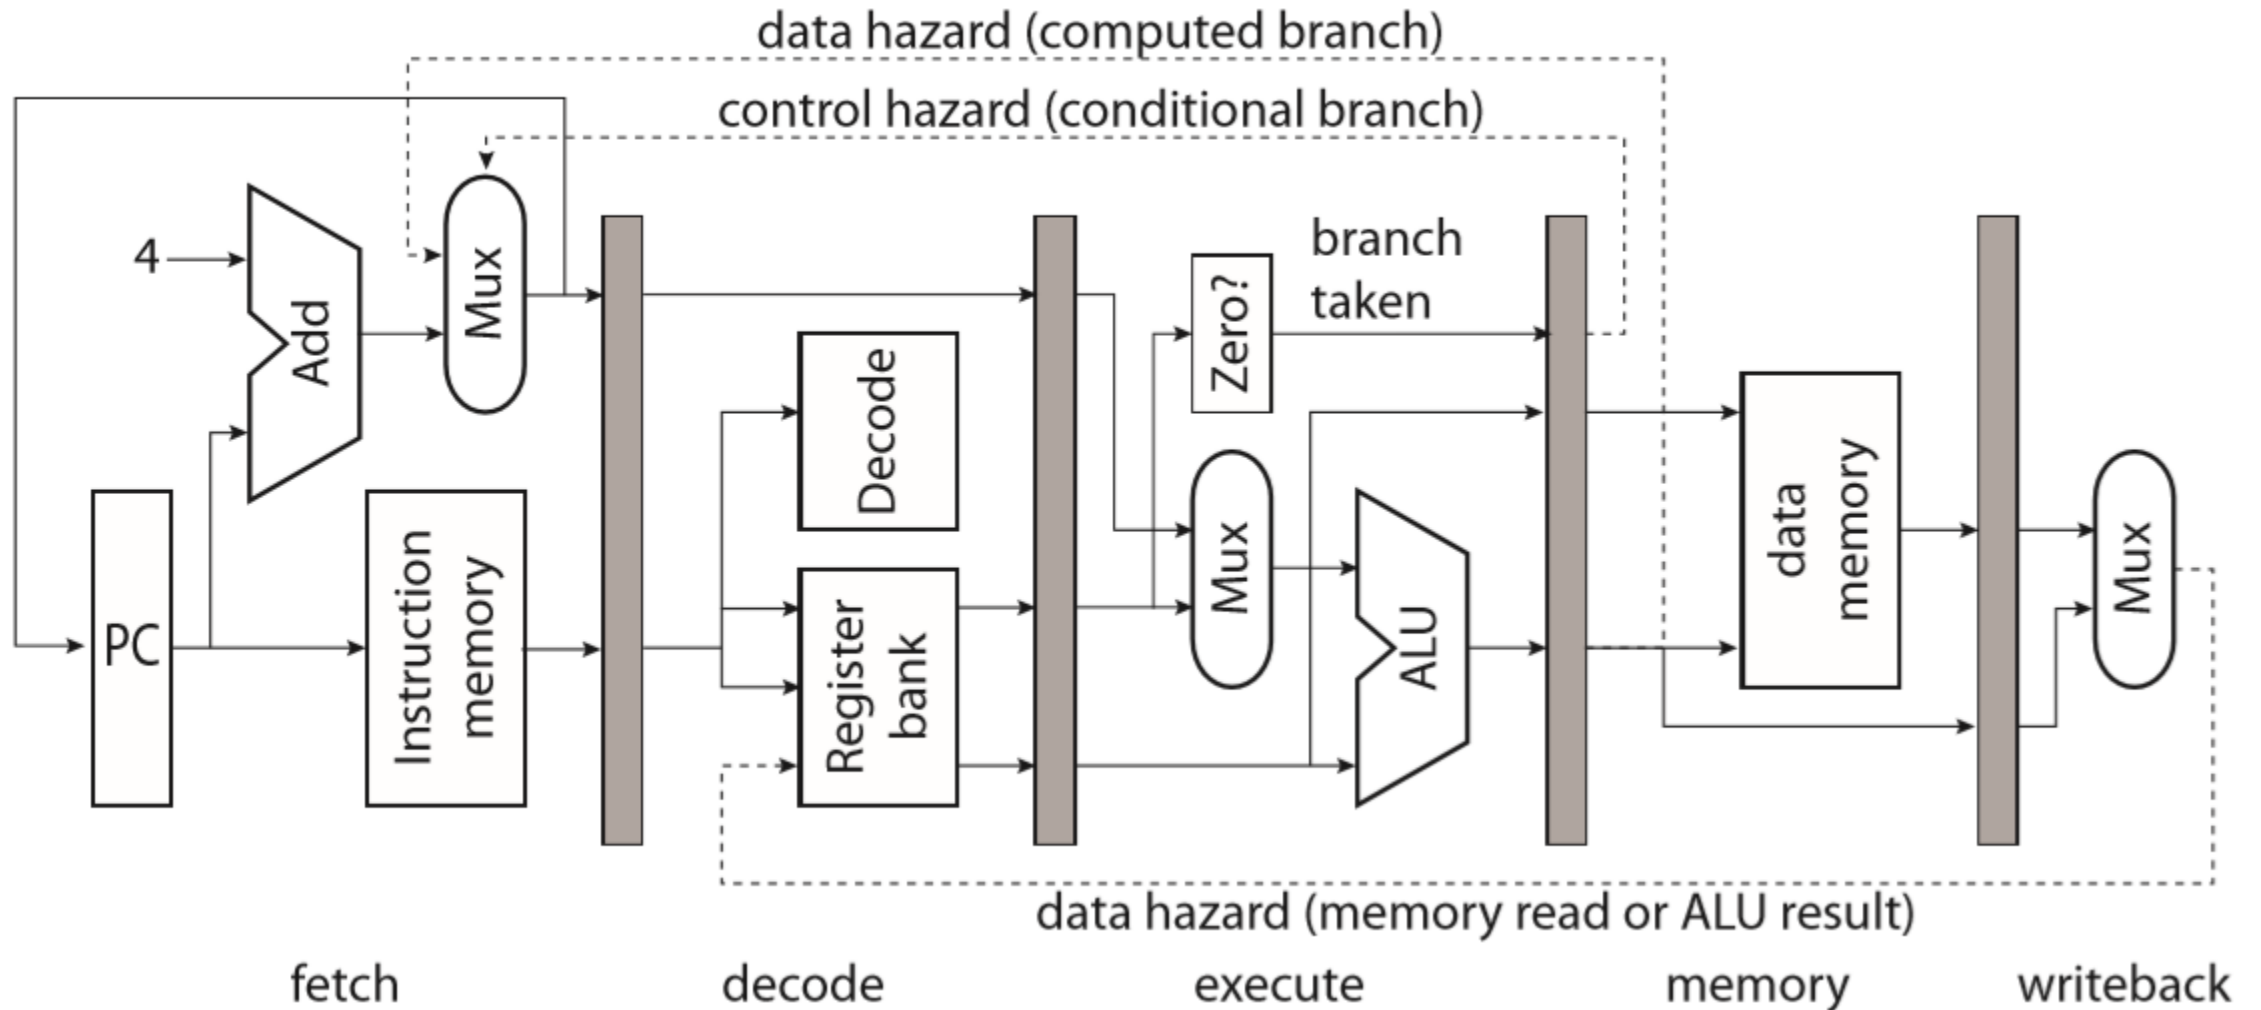 data hazard (computed branch)
control hazard (conditional branch)
branch
taken
4
Add
Mux
Zero?
Decode
data
memory
Mux
Mux
PC
Instruction
memory
Register
bank
ALU
data hazard (memory read or ALU result)
fetch
decode
execute
memory
writeback